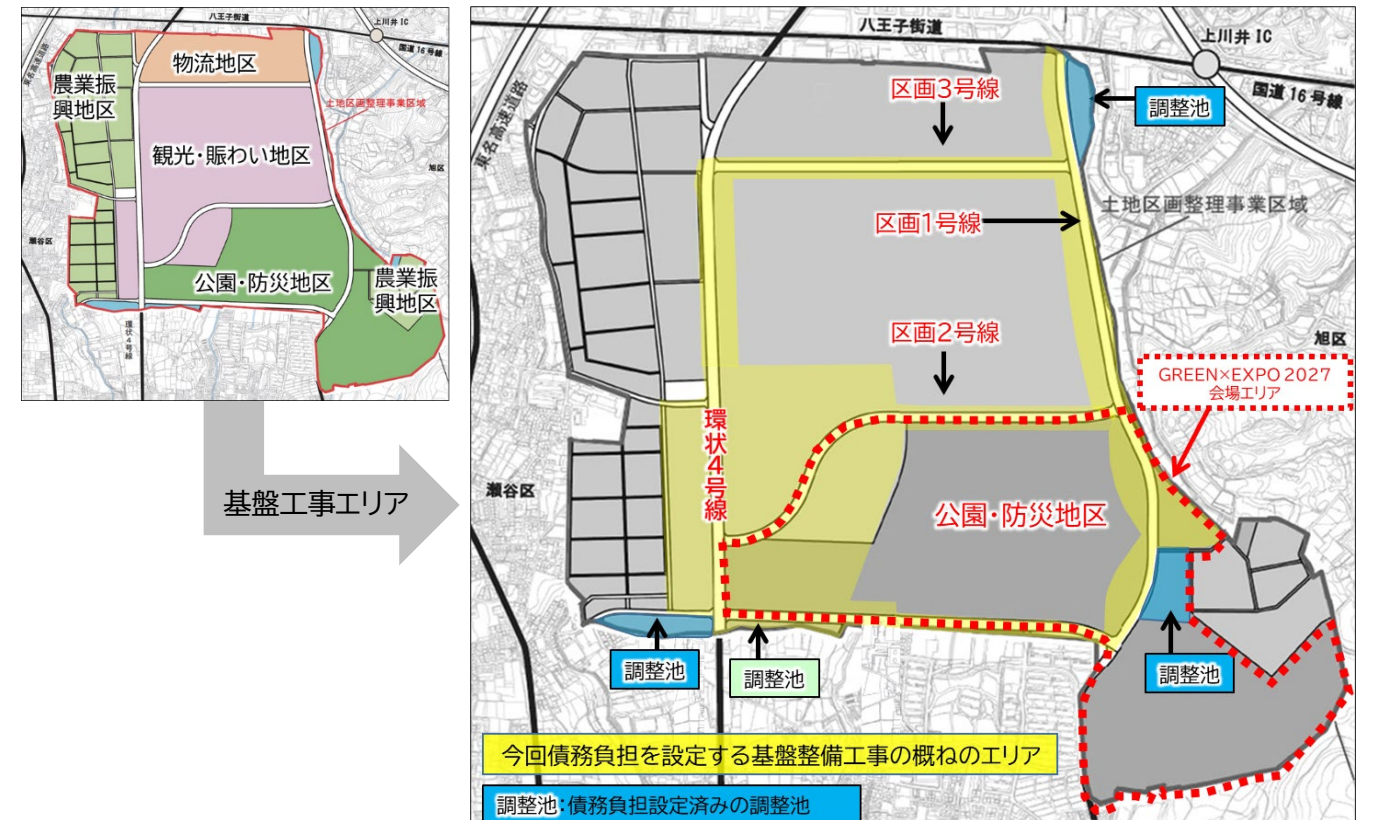 八王子街道
上川井IC
国道16号線
東名高速道路
物流地区
農業振
興地区
土地区画整理事業区域
観光・賑わい地区
旭区
瀬谷区
公園・防災地区
農業振
興地区
環状4号線
基盤工事エリア
八王子街道
上川井IC
国道16号線
東名高速道路
区画3号線
調整池
土地区画整理事業区域
区画1号線
区画2号線
旭区
GREEN×EXPO 2027
会場エリア
環状4号線
瀬谷区
公園・防災地区
調整池
調整池
調整池
今回債務負担を設定する基盤整備工事の概ねのエリア
調整池:債務負担設定済みの調整池